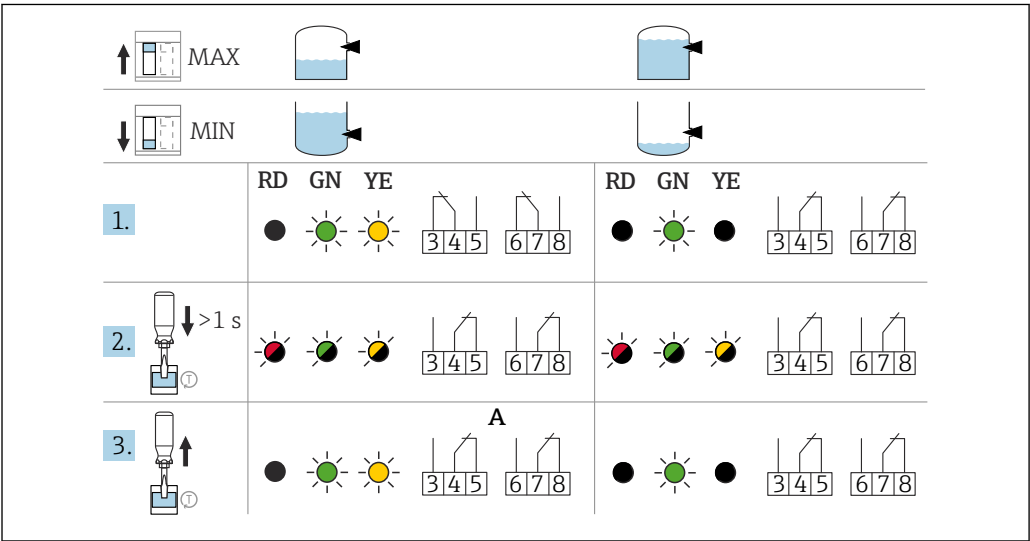 MAX
MIN
RD GN YE RD GN YE
1. 3 4 5 6 7 8 3 4 5 6 7 8
2. >1 s T 3 4 5 6 7 8 3 4 5 6 7 8
A
3. T 3 4 5 6 7 8 3 4 5 6 7 8